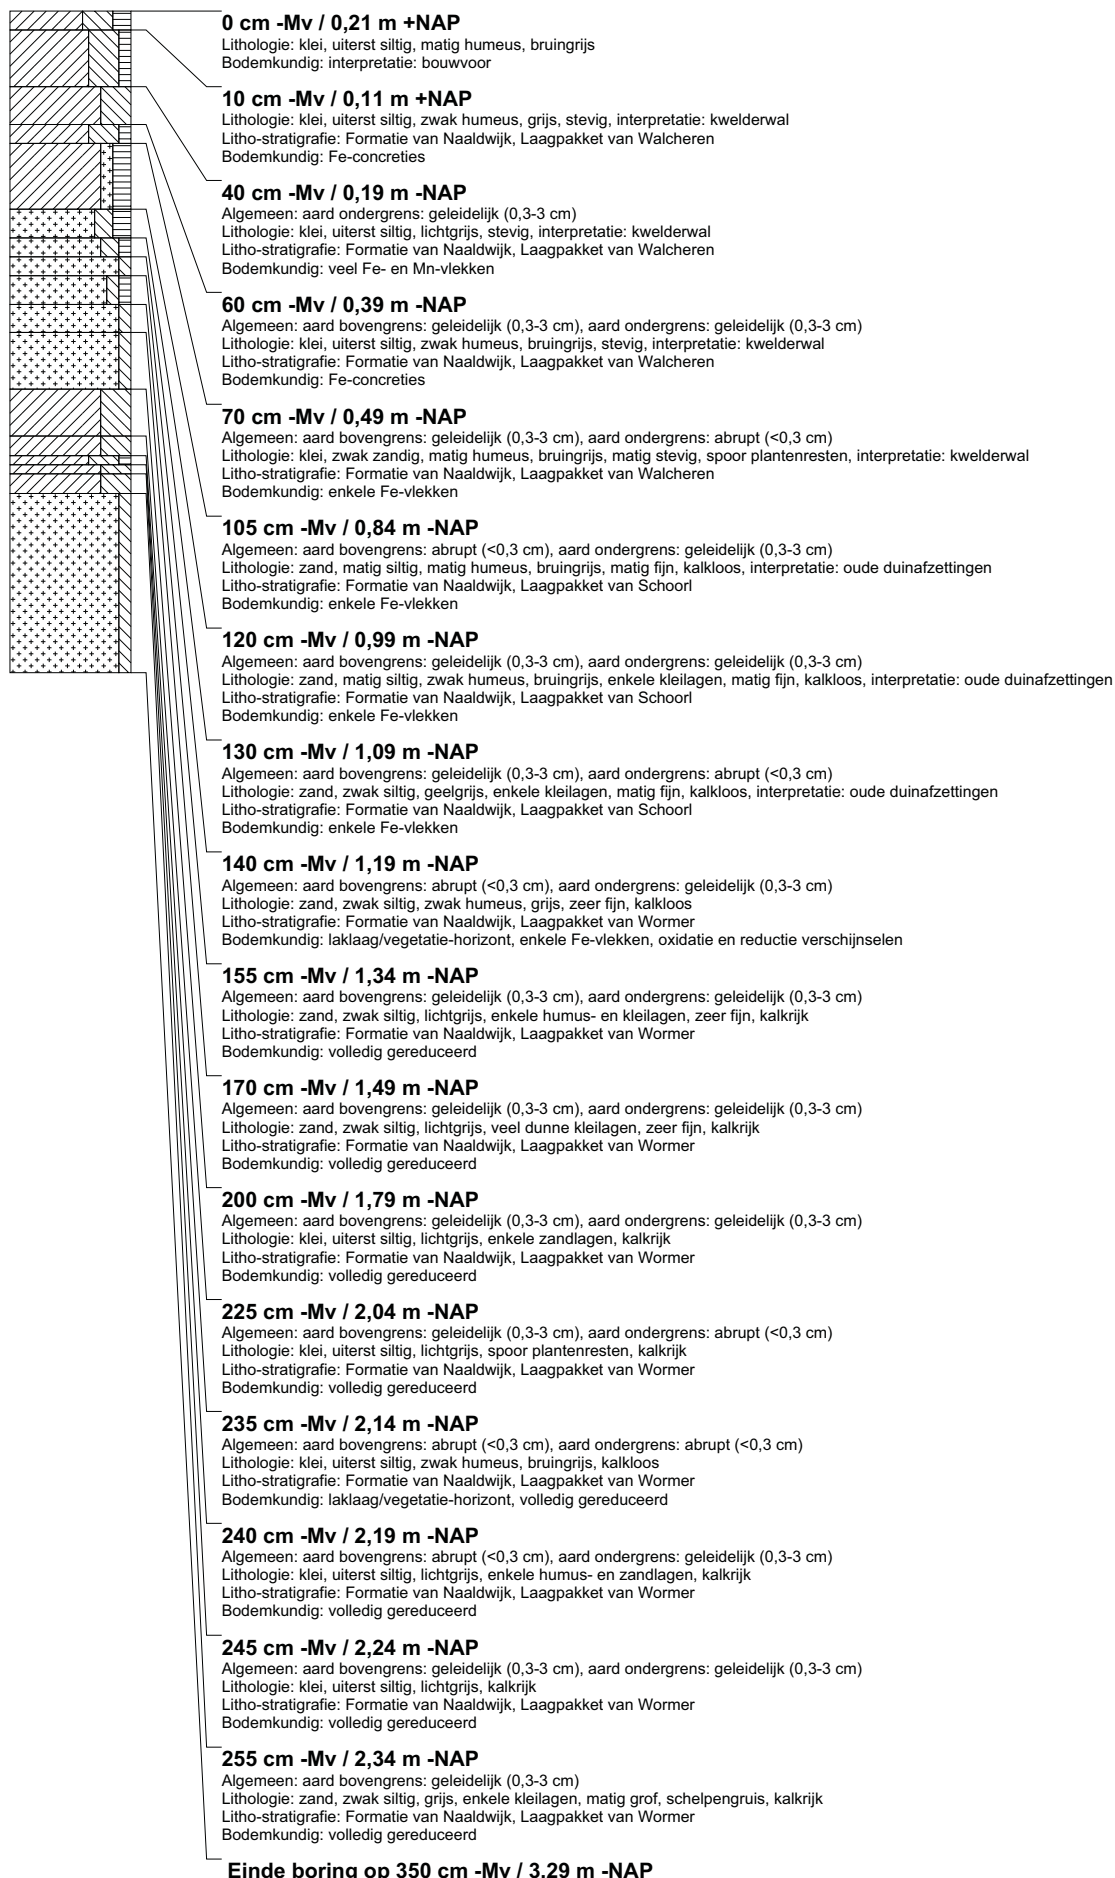 0 cm -Mv / 0,21 m +NAP
Lithologie: klei, uiterst siltig, matig humeus, bruingrijs
Bodemkundig: interpretatie: bouwvoor
10 cm -Mv / 0,11 m +NAP
Lithologie: klei, uiterst siltig, zwak humeus, grijs, stevig, interpretatie: kwelderwal
Litho-stratigrafie: Formatie van Naaldwijk, Laagpakket van Walcheren
Bodemkundig: Fe-concreties
40 cm -Mv / 0,19 m -NAP
Algemeen: aard ondergrens: geleidelijk (0,3-3 cm)
Lithologie: klei, uiterst siltig, lichtgrijs, stevig, interpretatie: kwelderwal
Litho-stratigrafie: Formatie van Naaldwijk, Laagpakket van Walcheren
Bodemkundig: veel Fe- en Mn-vlekken
60 cm -Mv / 0,39 m -NAP
Algemeen: aard bovengrens: geleidelijk (0,3-3 cm), aard ondergrens: geleidelijk (0,3-3 cm)
Lithologie: klei, uiterst siltig, zwak humeus, bruingrijs, stevig, interpretatie: kwelderwal
Litho-stratigrafie: Formatie van Naaldwijk, Laagpakket van Walcheren
Bodemkundig: Fe-concreties
70 cm -Mv / 0,49 m -NAP
Algemeen: aard bovengrens: geleidelijk (0,3-3 cm), aard ondergrens: abrupt (<0,3 cm)
Lithologie: klei, zwak zandig, matig humeus, bruingrijs, matig stevig, spoor plantenresten, interpretatie: kwelderwal
Litho-stratigrafie: Formatie van Naaldwijk, Laagpakket van Walcheren
Bodemkundig: enkele Fe-vlekken
105 cm -Mv / 0,84 m -NAP
Algemeen: aard bovengrens: abrupt (<0,3 cm), aard ondergrens: geleidelijk (0,3-3 cm)
Lithologie: zand, matig siltig, matig humeus, bruingrijs, matig fijn, kalkloos, interpretatie: oude duinafzettingen
Litho-stratigrafie: Formatie van Naaldwijk, Laagpakket van Schoorl
Bodemkundig: enkele Fe-vlekken
120 cm -Mv / 0,99 m -NAP
Algemeen: aard bovengrens: geleidelijk (0,3-3 cm), aard ondergrens: geleidelijk (0,3-3 cm)
Lithologie: zand, matig siltig, zwak humeus, bruingrijs, enkele kleilagen, matig fijn, kalkloos, interpretatie: oude duinafzettingen
Litho-stratigrafie: Formatie van Naaldwijk, Laagpakket van Schoorl
Bodemkundig: enkele Fe-vlekken
130 cm -Mv / 1,09 m -NAP
Algemeen: aard bovengrens: geleidelijk (0,3-3 cm), aard ondergrens: abrupt (<0,3 cm)
Lithologie: zand, zwak siltig, geelgrijs, enkele kleilagen, matig fijn, kalkloos, interpretatie: oude duinafzettingen
Litho-stratigrafie: Formatie van Naaldwijk, Laagpakket van Schoorl
Bodemkundig: enkele Fe-vlekken
140 cm -Mv / 1,19 m -NAP
Algemeen: aard bovengrens: abrupt (<0,3 cm), aard ondergrens: geleidelijk (0,3-3 cm)
Lithologie: zand, zwak siltig, zwak humeus, grijs, zeer fijn, kalkloos
Litho-stratigrafie: Formatie van Naaldwijk, Laagpakket van Wormer
Bodemkundig: laklaag/vegetatie-horizont, enkele Fe-vlekken, oxidatie en reductie verschijnselen
155 cm -Mv / 1,34 m -NAP
Algemeen: aard bovengrens: geleidelijk (0,3-3 cm), aard ondergrens: geleidelijk (0,3-3 cm)
Lithologie: zand, zwak siltig, lichtgrijs, enkele humus- en kleilagen, zeer fijn, kalkrijk
Litho-stratigrafie: Formatie van Naaldwijk, Laagpakket van Wormer
Bodemkundig: volledig gereduceerd
170 cm -Mv / 1,49 m -NAP
Algemeen: aard bovengrens: geleidelijk (0,3-3 cm), aard ondergrens: geleidelijk (0,3-3 cm)
Lithologie: zand, zwak siltig, lichtgrijs, veel dunne kleilagen, zeer fijn, kalkrijk
Litho-stratigrafie: Formatie van Naaldwijk, Laagpakket van Wormer
Bodemkundig: volledig gereduceerd
200 cm -Mv / 1,79 m -NAP
Algemeen: aard bovengrens: geleidelijk (0,3-3 cm), aard ondergrens: geleidelijk (0,3-3 cm)
Lithologie: klei, uiterst siltig, lichtgrijs, enkele zandlagen, kalkrijk
Litho-stratigrafie: Formatie van Naaldwijk, Laagpakket van Wormer
Bodemkundig: volledig gereduceerd
225 cm -Mv / 2,04 m -NAP
Algemeen: aard bovengrens: geleidelijk (0,3-3 cm), aard ondergrens: abrupt (<0,3 cm)
Lithologie: klei, uiterst siltig, lichtgrijs, spoor plantenresten, kalkrijk
Litho-stratigrafie: Formatie van Naaldwijk, Laagpakket van Wormer
Bodemkundig: volledig gereduceerd
235 cm -Mv / 2,14 m -NAP
Algemeen: aard bovengrens: abrupt (<0,3 cm), aard ondergrens: abrupt (<0,3 cm)
Lithologie: klei, uiterst siltig, zwak humeus, bruingrijs, kalkloos
Litho-stratigrafie: Formatie van Naaldwijk, Laagpakket van Wormer
Bodemkundig: laklaag/vegetatie-horizont, volledig gereduceerd
240 cm -Mv / 2,19 m -NAP
Algemeen: aard bovengrens: abrupt (<0,3 cm), aard ondergrens: geleidelijk (0,3-3 cm)
Lithologie: klei, uiterst siltig, lichtgrijs, enkele humus- en zandlagen, kalkrijk
Litho-stratigrafie: Formatie van Naaldwijk, Laagpakket van Wormer
Bodemkundig: volledig gereduceerd
245 cm -Mv / 2,24 m -NAP
Algemeen: aard bovengrens: geleidelijk (0,3-3 cm), aard ondergrens: geleidelijk (0,3-3 cm)
Lithologie: klei, uiterst siltig, lichtgrijs, kalkrijk
Litho-stratigrafie: Formatie van Naaldwijk, Laagpakket van Wormer
Bodemkundig: volledig gereduceerd
255 cm -Mv / 2,34 m -NAP
Algemeen: aard bovengrens: geleidelijk (0,3-3 cm)
Lithologie: zand, zwak siltig, grijs, enkele kleilagen, matig grof, schelpengruis, kalkrijk
Litho-stratigrafie: Formatie van Naaldwijk, Laagpakket van Wormer
Bodemkundig: volledig gereduceerd
Einde boring op 350 cm -Mv / 3,29 m -NAP